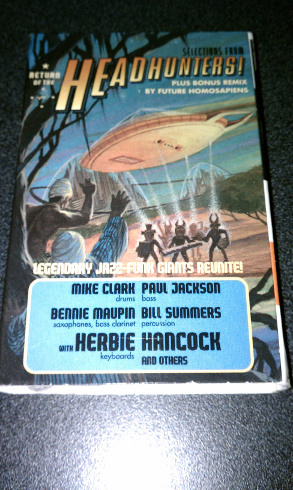 SELECTIONS FROM
RETURN
OF THE
HEADHUNTERS!
PLUS BONUS REMIX
BY FUTURE HOMOSAPIENS
LEGENDARY JAZZ-FUNK GIANTS REUNITE!
MIKE CLARK PAUL JACKSON
drums bass
BENNIE MAUPIN BILL SUMMERS
saxophones, bass clarinet percussion
WITH HERBIE HANCOCK
keyboards AND OTHERS